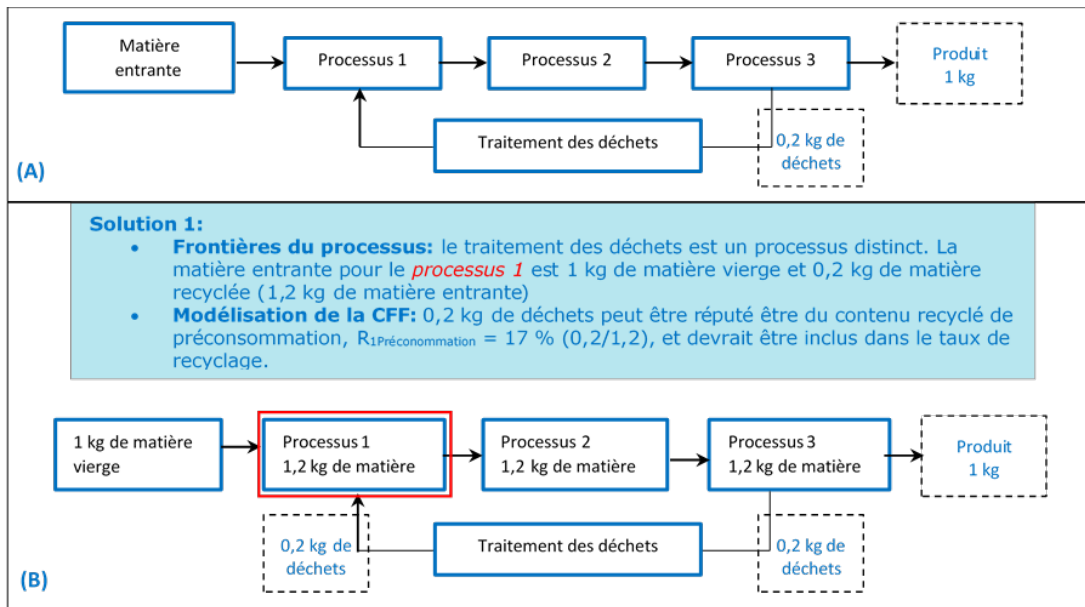 Matière
entrante
Processus 1
Processus 2
Processus 3
Produit
1 kg
Traitement des déchets
0,2 kg de
déchets
(A)
Solution 1:
• Frontières du processus: le traitement des déchets est un processus distinct. La
matière entrante pour le processus 1 est 1 kg de matière vierge et 0,2 kg de matière
recyclée (1,2 kg de matière entrante)
• Modélisation de la CFF: 0,2 kg de déchets peut être réputé être du contenu recyclé de
préconsommation, R1Préconommation = 17 % (0,2/1,2), et devrait être inclus dans le taux de
recyclage.
1 kg de matière
vierge
Processus 1
1,2 kg de matière
Processus 2
1,2 kg de matière
Processus 3
1,2 kg de matière
Produit
1 kg
0,2 kg de
déchets
Traitement des déchets
0,2 kg de
déchets
(B)